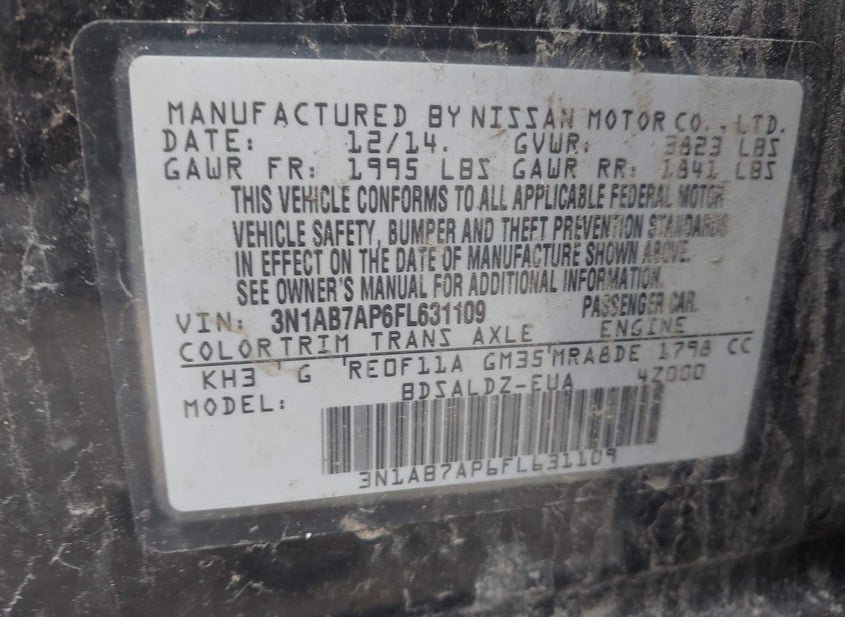 MANUFACTURED BY NISSAN MOTOR CO., LTD.
DATE: 12/14. GVWR: 3823 LBS
GAWR FR: 1995 LBS GAWR RR: 1841 LBS
THIS VEHICLE CONFORMS TO ALL APPLICABLE FEDERAL MOTOR
VEHICLE SAFETY, BUMPER AND THEFT PREVENTION STANDARDS
IN EFFECT ON THE DATE OF MANUFACTURE SHOWN ABOVE.
SEE OWNER'S MANUAL FOR ADDITIONAL INFORMATION.
VIN: 3N1AB7AP6FL631109 PASSENGER CAR.
COLOR TRIM TRANS AXLE ENGINE
KH3 G RE0F11A GM35 MRA8DE 1798 CC
MODEL: BDSALDZ-EUA 4Z000
3N1AB7AP6FL631109